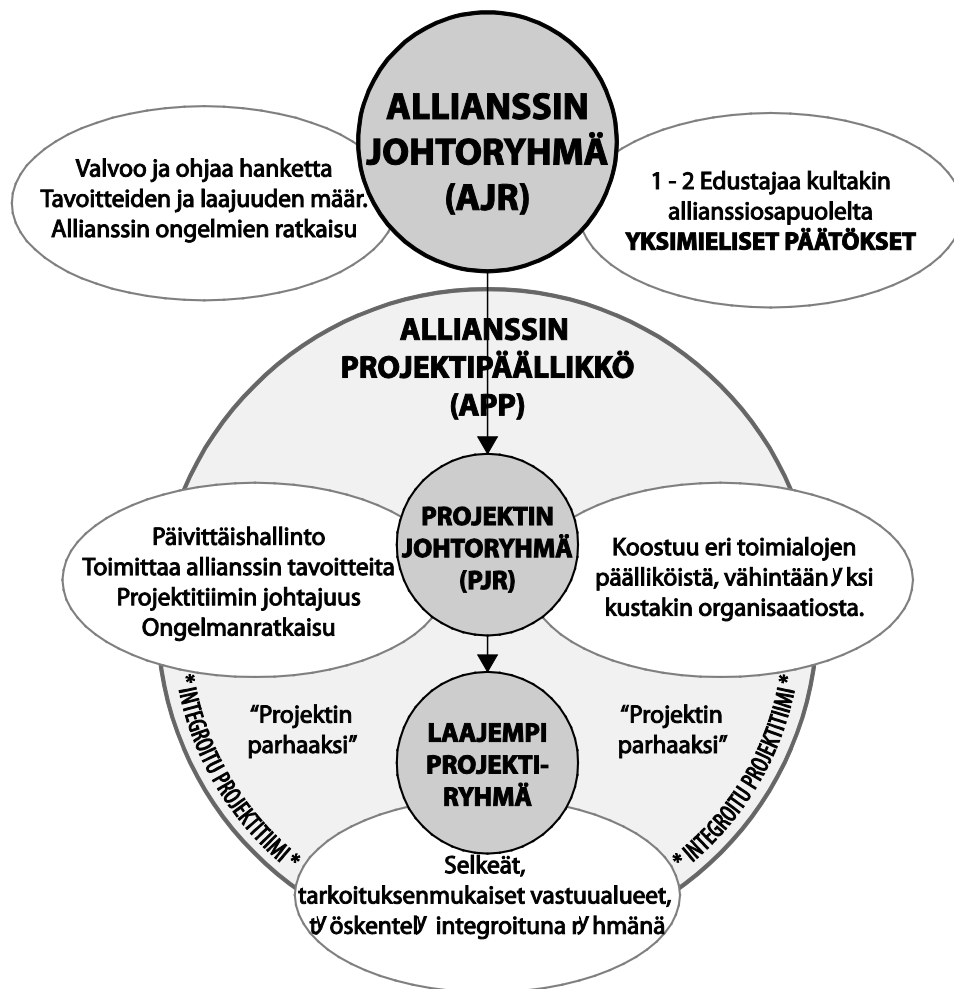 ALLIANSSIN
JOHTORYHMÄ
(AJR)
Valvoo ja ohjaa hanketta
Tavoitteiden ja laajuuden määr.
Allianssin ongelmien ratkaisu
1 - 2 Edustajaa kultakin
allianssiosapuolelta
YKSIMIELISET PÄÄTÖKSET
ALLIANSSIN
PROJEKTIPÄÄLLIKKÖ
(APP)
PROJEKTIN
JOHTORYHMÄ
(PJR)
Päivittäishallinto
Toimittaa allianssin tavoitteita
Projektitiimin johtajuus
Ongelmanratkaisu
Koostuu eri toimialojen
päälliköistä, vähintään yksi
kustakin organisaatiosta.
* INTEGROITU PROJEKTITIIMI *
"Projektin
parhaaksi"
"Projektin
parhaaksi"
* INTEGROITU PROJEKTITIIMI *
LAAJEMPI
PROJEKTI-
RYHMÄ
Selkeät,
tarkoituksenmukaiset vastuualueet,
työskentely integroituna ryhmänä